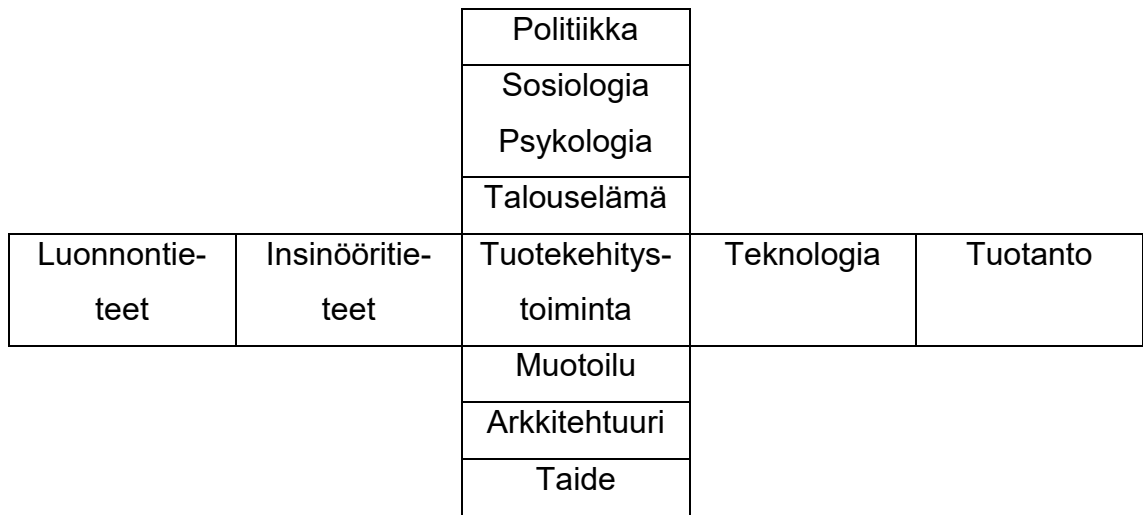 Politiikka
Sosiologia
Psykologia
Talouselämä
Luonnontie-
teet
Insinööritie-
teet
Tuotekehitys-
toiminta
Teknologia
Tuotanto
Muotoilu
Arkkitehtuuri
Taide